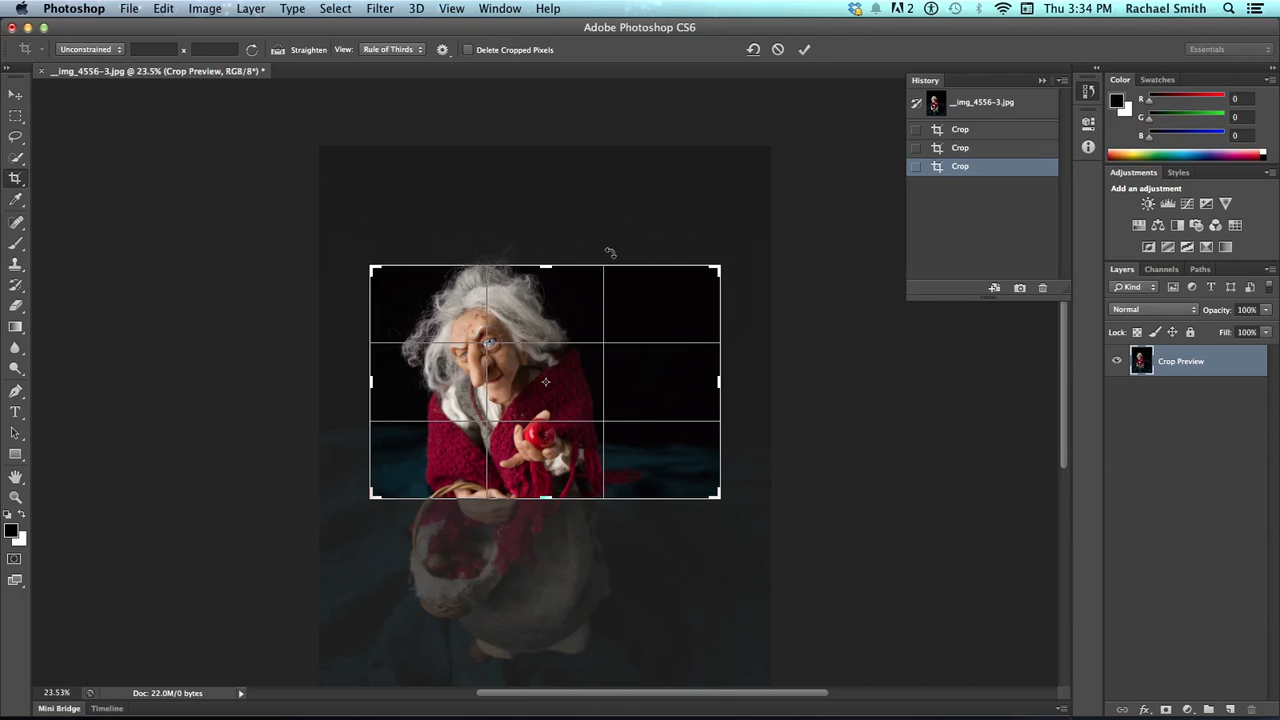 Photoshop File Edit Image Layer Type Select Filter 3D View Window Help 2 Thu 3:34 PM Rachael Smith
Adobe Photoshop CS6
Unconstrained x Straighten View: Rule of Thirds Delete Cropped Pixels Essentials
__img_4556-3.jpg @ 23.5% (Crop Preview, RGB/8*) *
History
__img_4556-3.jpg
Crop
Crop
Crop
Color Swatches
R 0
G 0
B 0
Adjustments Styles
Add an adjustment
Layers Channels Paths
Kind T
Normal Opacity: 100%
Lock: Fill: 100%
Crop Preview
T
23.53% Doc: 22.0M/0 bytes
Mini Bridge Timeline
fx